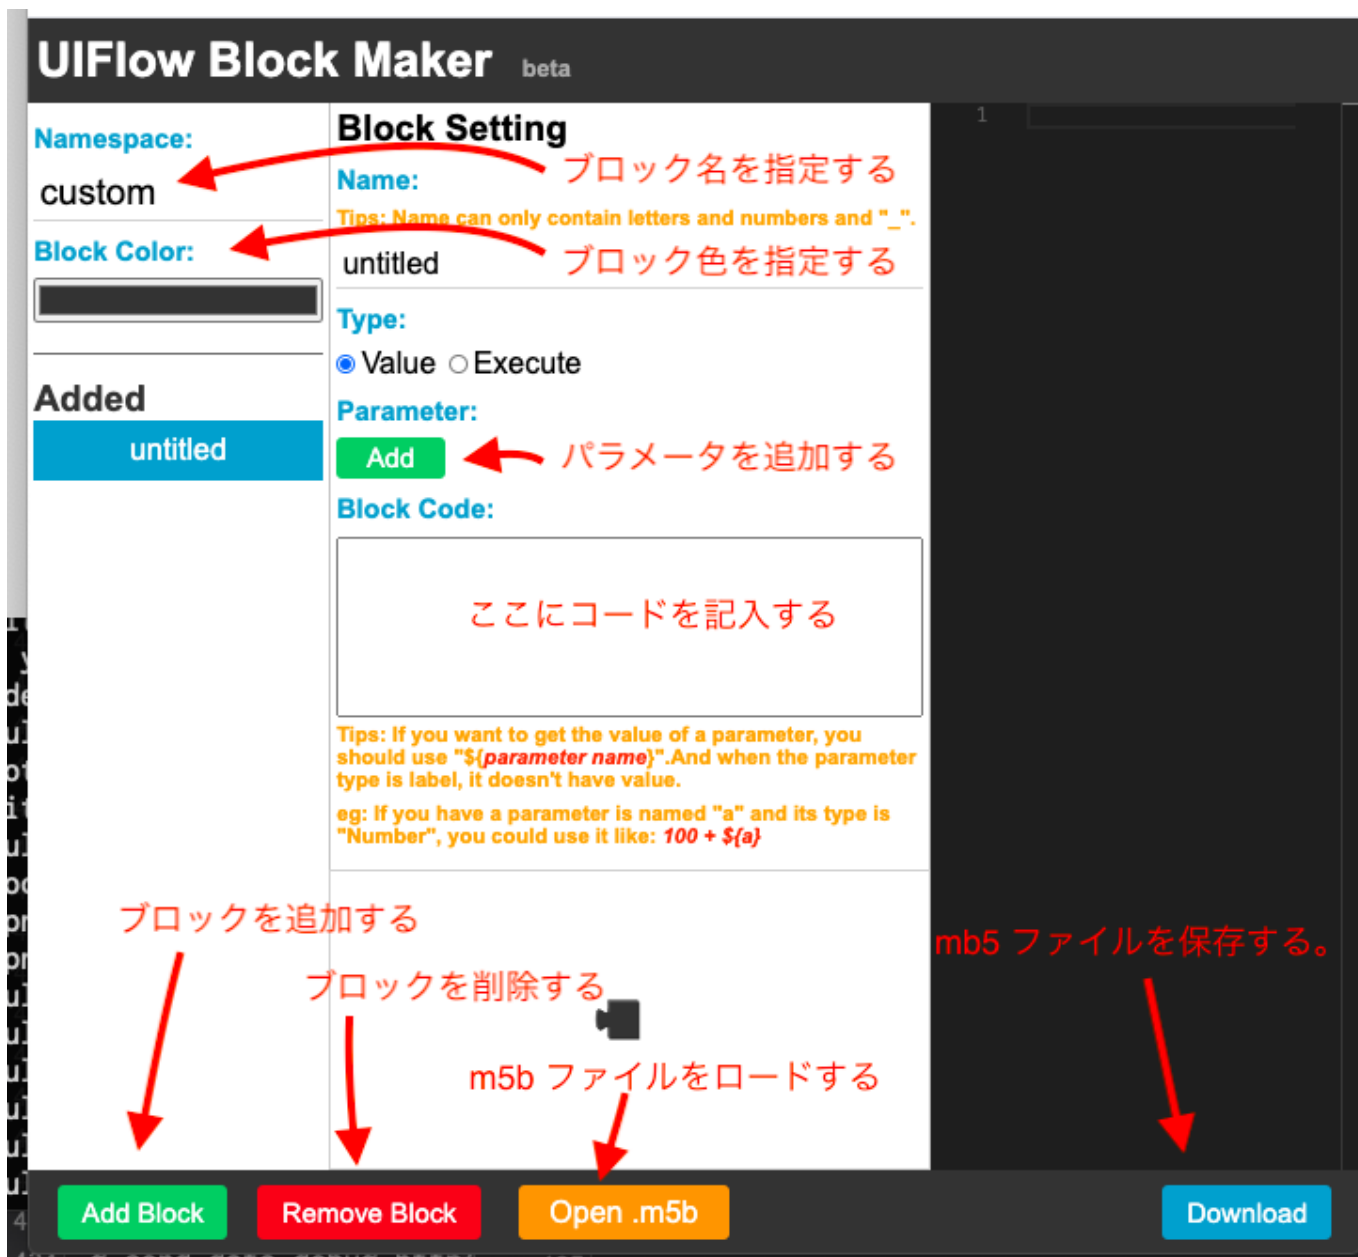 UIFlow Block Maker beta
Namespace:
custom
Block Color:
Added
untitled
Block Setting
ブロック名を指定する
Name:
Tips: Name can only contain letters and numbers and "_".
untitled
ブロック色を指定する
Type:
Value Execute
Parameter:
Add
パラメータを追加する
Block Code:
ここにコードを記入する
Tips: If you want to get the value of a parameter, you
should use "${parameter name}".And when the parameter
type is label, it doesn't have value.
eg: If you have a parameter is named "a" and its type is
"Number", you could use it like: 100 + ${a}
1
ブロックを追加する
ブロックを削除する
m5b ファイルをロードする
mb5 ファイルを保存する。
Add Block
Remove Block
Open .m5b
Download